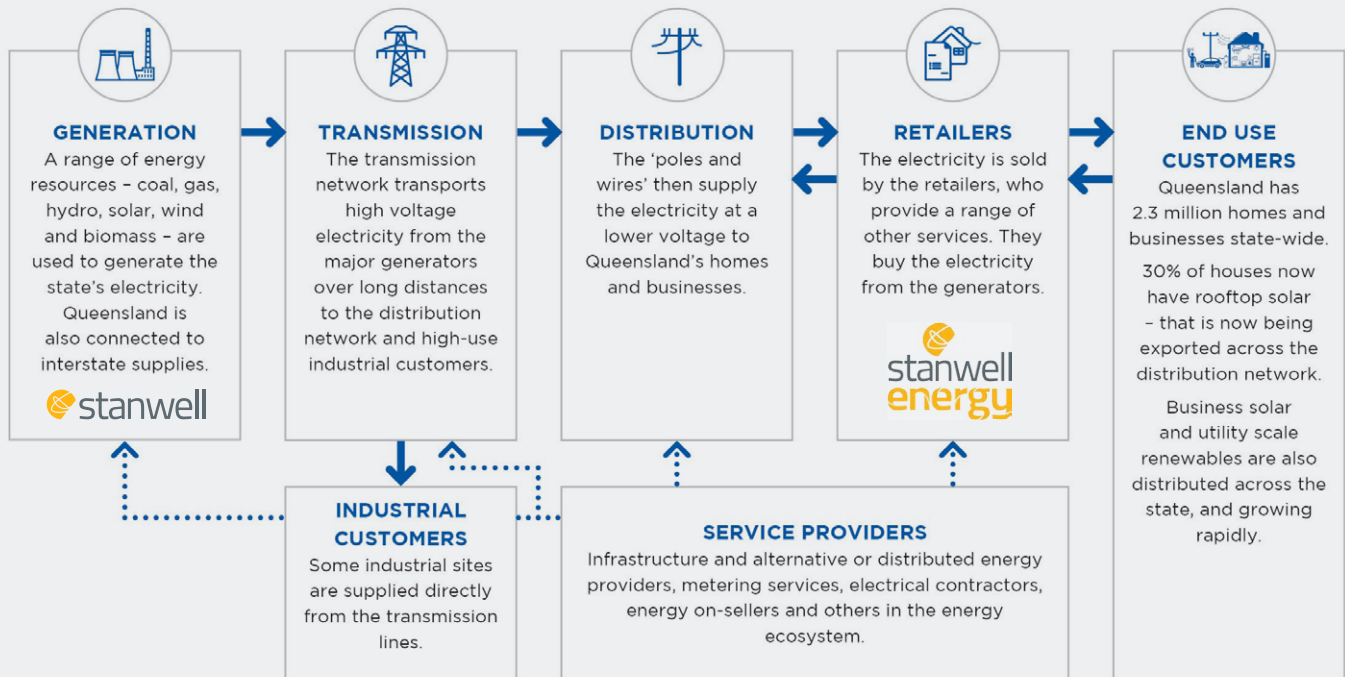 GENERATION
A range of energy
resources – coal, gas,
hydro, solar, wind
and biomass – are
used to generate the
state’s electricity.
Queensland is
also connected to
interstate supplies.
stanwell
TRANSMISSION
The transmission
network transports
high voltage
electricity from the
major generators
over long distances
to the distribution
network and high-use
industrial customers.
DISTRIBUTION
The ‘poles and
wires’ then supply
the electricity at a
lower voltage to
Queensland’s homes
and businesses.
RETAILERS
The electricity is sold
by the retailers, who
provide a range of
other services. They
buy the electricity
from the generators.
stanwell
energy
END USE
CUSTOMERS
Queensland has
2.3 million homes and
businesses state-wide.
30% of houses now
have rooftop solar
– that is now being
exported across the
distribution network.
Business solar
and utility scale
renewables are also
distributed across the
state, and growing
rapidly.
INDUSTRIAL
CUSTOMERS
Some industrial sites
are supplied directly
from the transmission
lines.
SERVICE PROVIDERS
Infrastructure and alternative or distributed energy
providers, metering services, electrical contractors,
energy on-sellers and others in the energy
ecosystem.